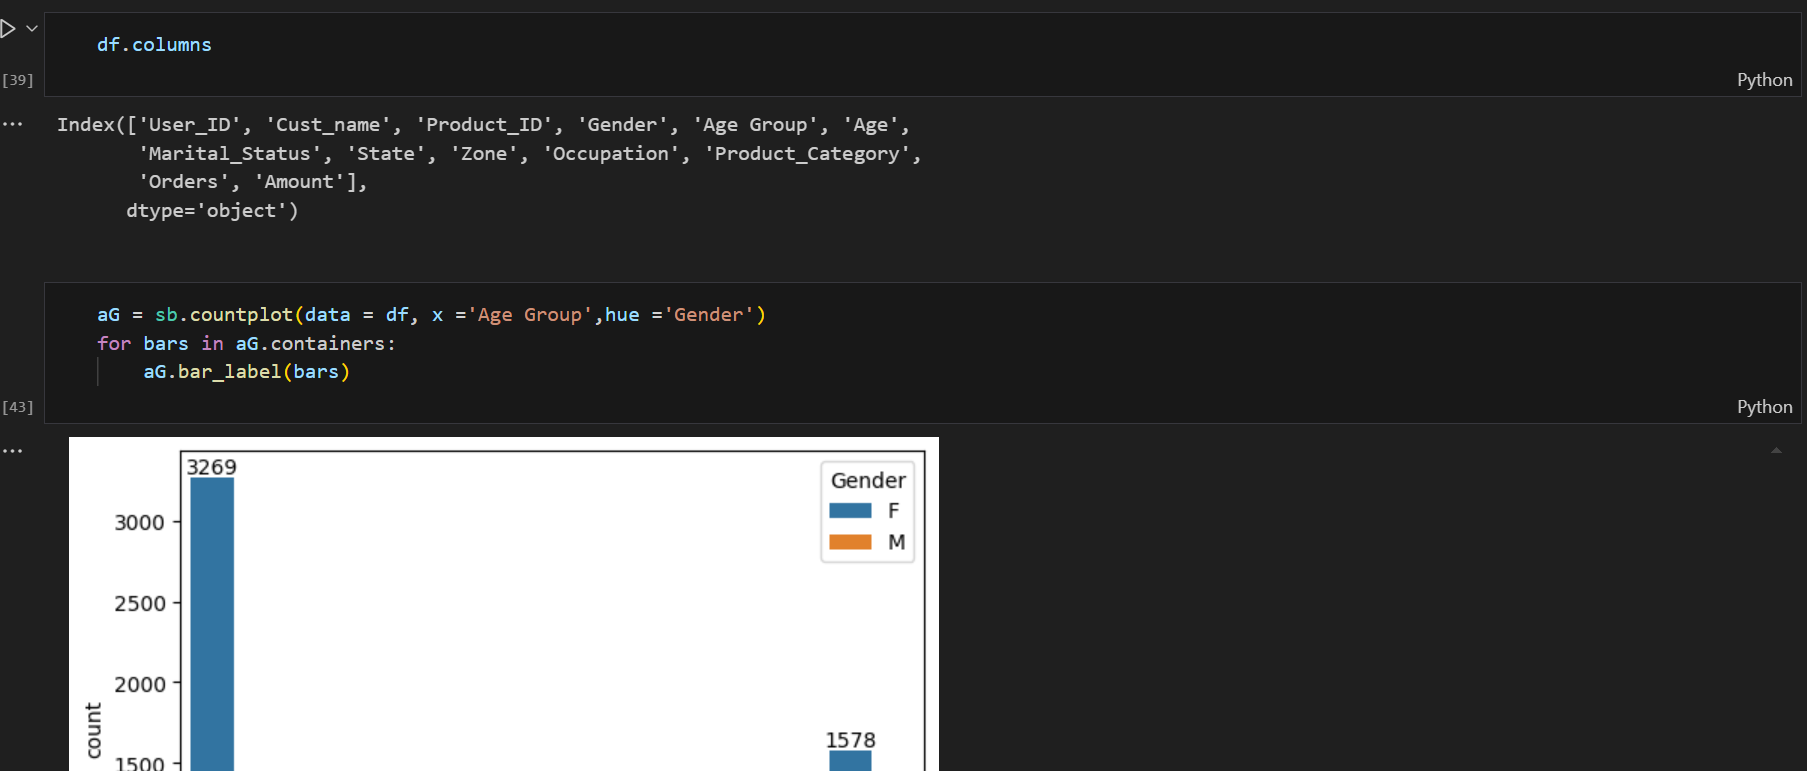 df.columns
[39]
Python
Index(['User_ID', 'Cust_name', 'Product_ID', 'Gender', 'Age Group', 'Age',
'Marital_Status', 'State', 'Zone', 'Occupation', 'Product_Category',
'Orders', 'Amount'],
dtype='object')
aG = sb.countplot(data = df, x ='Age Group',hue ='Gender')
for bars in aG.containers:
aG.bar_label(bars)
[43]
Python
3269
Gender
F
M
3000
2500
2000
count
1578
1500